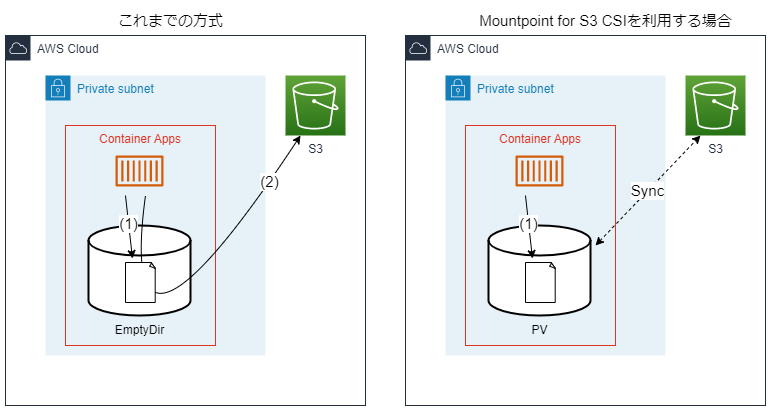 これまでの方式
AWS Cloud
Private subnet
Container Apps
S3
(2)
(1)
EmptyDir
Mountpoint for S3 CSIを利用する場合
AWS Cloud
Private subnet
Container Apps
S3
Sync
(1)
PV